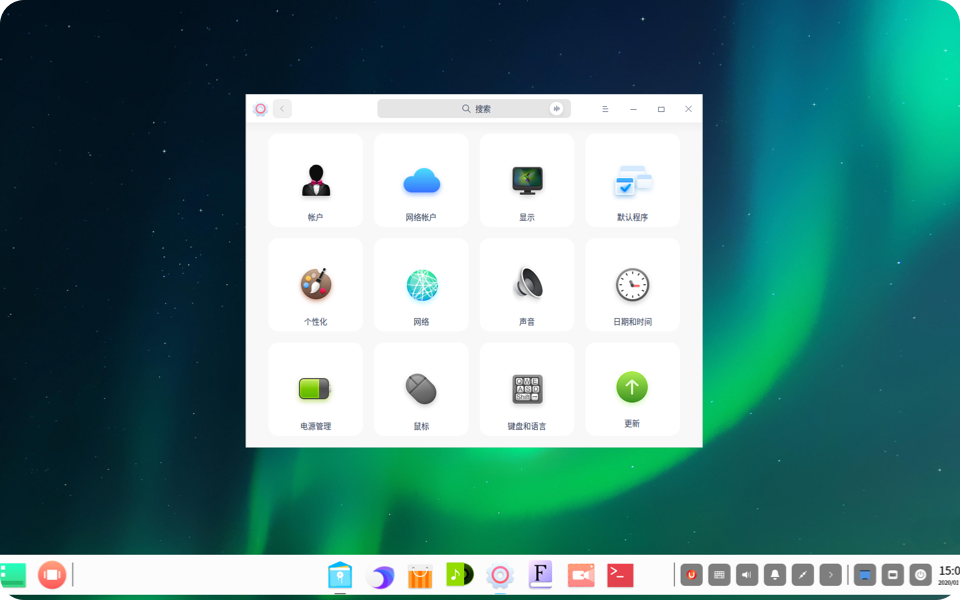 搜索
帐户
网络帐户
显示
默认程序
个性化
网络
声音
日期和时间
电源管理
鼠标
键盘和语言
更新
F
15:0
2020/01